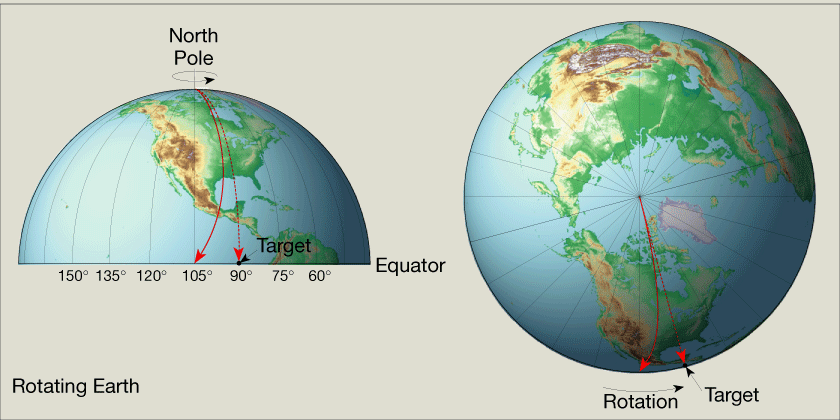 North
Pole
Target
Equator
150° 135° 120° 105° 90° 75° 60°
Rotating Earth
Rotation
Target